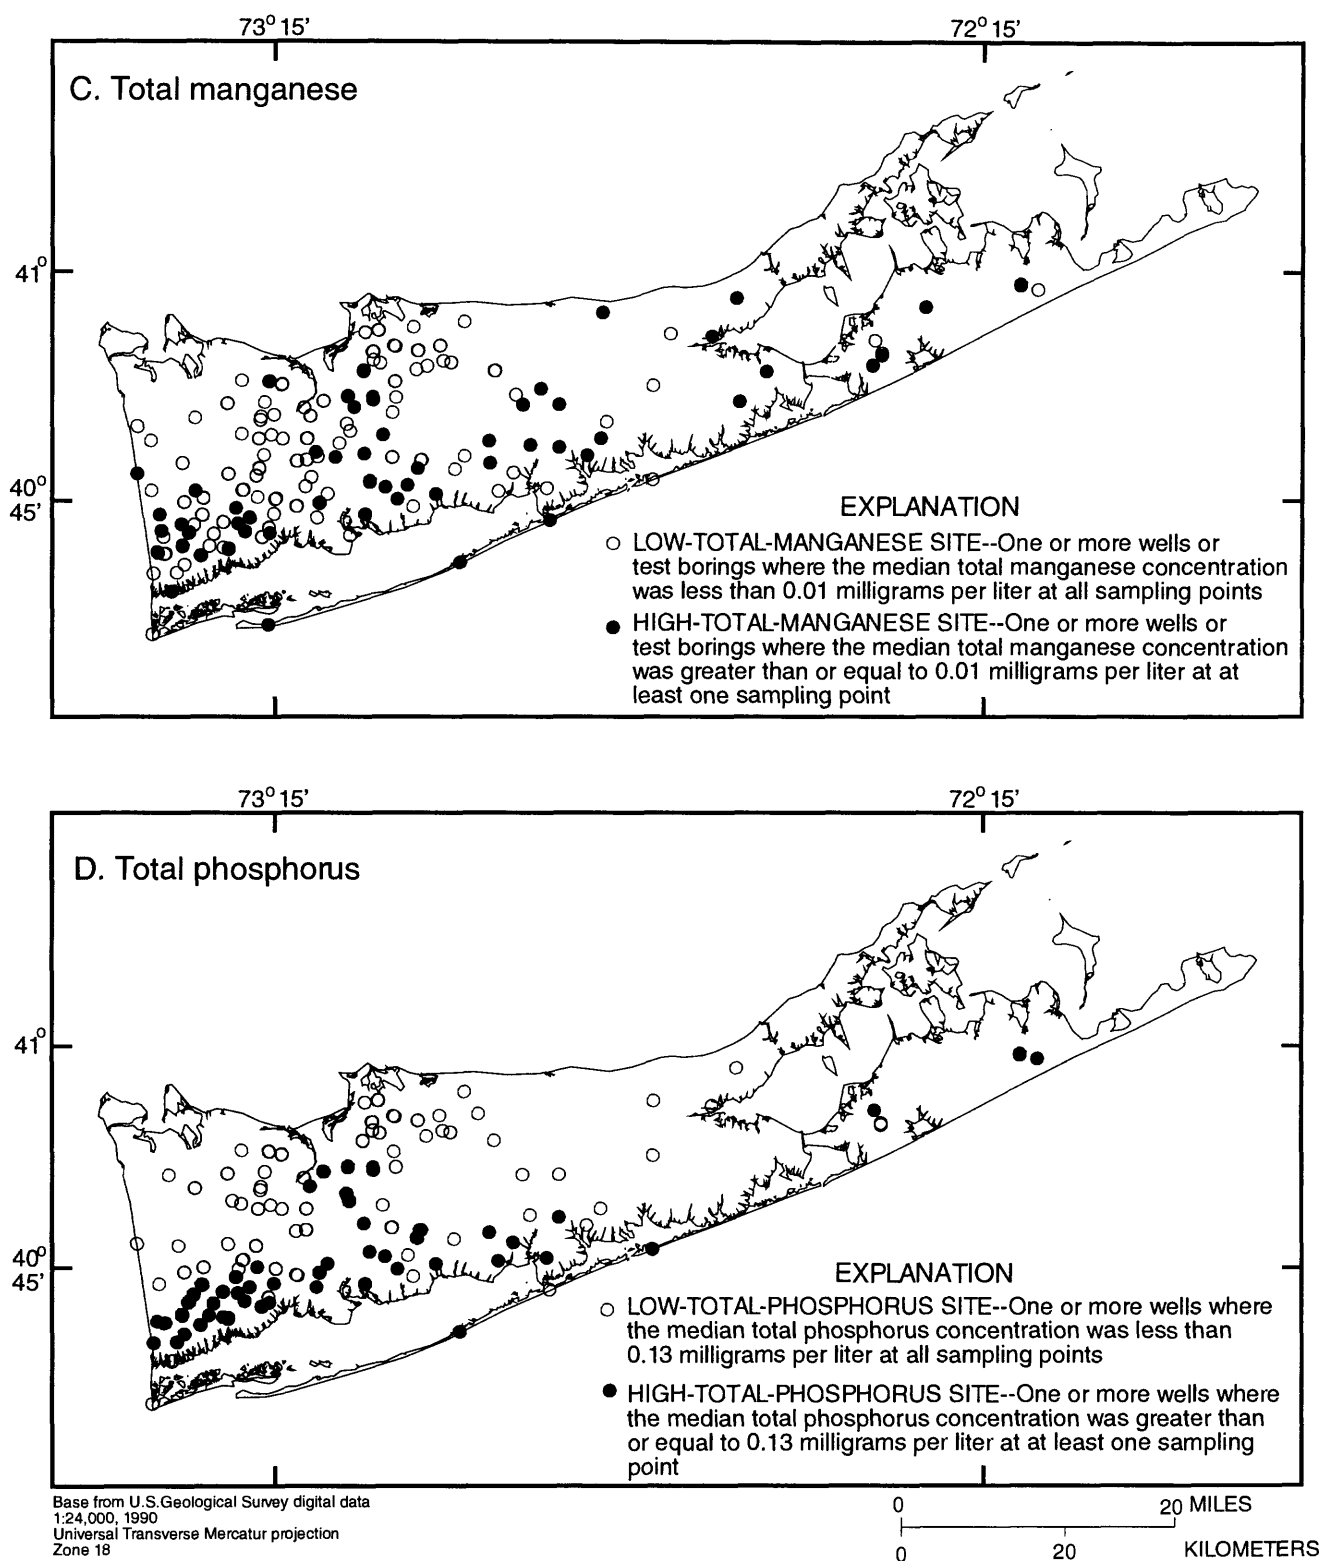 73° 15’ 72° 15’
C. Total manganese
41°
40°
45’
EXPLANATION
LOW-TOTAL-MANGANESE SITE--One or more wells or
test borings where the median total manganese concentration
was less than 0.01 milligrams per liter at all sampling points
HIGH-TOTAL-MANGANESE SITE--One or more wells or
test borings where the median total manganese concentration
was greater than or equal to 0.01 milligrams per liter at at
least one sampling point
73° 15’ 72° 15’
D. Total phosphorus
41°
40°
45’
EXPLANATION
LOW-TOTAL-PHOSPHORUS SITE--One or more wells where
the median total phosphorus concentration was less than
0.13 milligrams per liter at all sampling points
HIGH-TOTAL-PHOSPHORUS SITE--One or more wells where
the median total phosphorus concentration was greater than
or equal to 0.13 milligrams per liter at at least one sampling
point
Base from U.S.Geological Survey digital data
1:24,000, 1990
Universal Transverse Mercatur projection
Zone 18
0 20 MILES
0 20 KILOMETERS